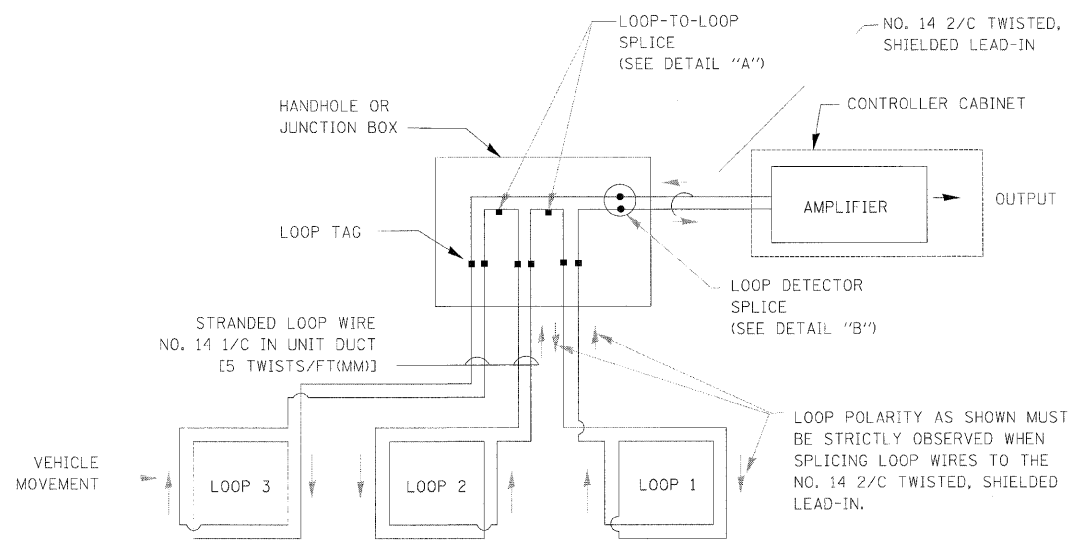 LOOP-TO-LOOP
SPLICE
(SEE DETAIL "A")
NO. 14 2/C TWISTED,
SHIELDED LEAD-IN
HANDHOLE OR
JUNCTION BOX
CONTROLLER CABINET
AMPLIFIER
OUTPUT
LOOP TAG
LOOP DETECTOR
SPLICE
(SEE DETAIL "B")
STRANDED LOOP WIRE
NO. 14 1/C IN UNIT DUCT
[5 TWISTS/FT(MM)]
LOOP POLARITY AS SHOWN MUST
BE STRICTLY OBSERVED WHEN
SPLICING LOOP WIRES TO THE
NO. 14 2/C TWISTED, SHIELDED
LEAD-IN.
VEHICLE
MOVEMENT
LOOP 3
LOOP 2
LOOP 1